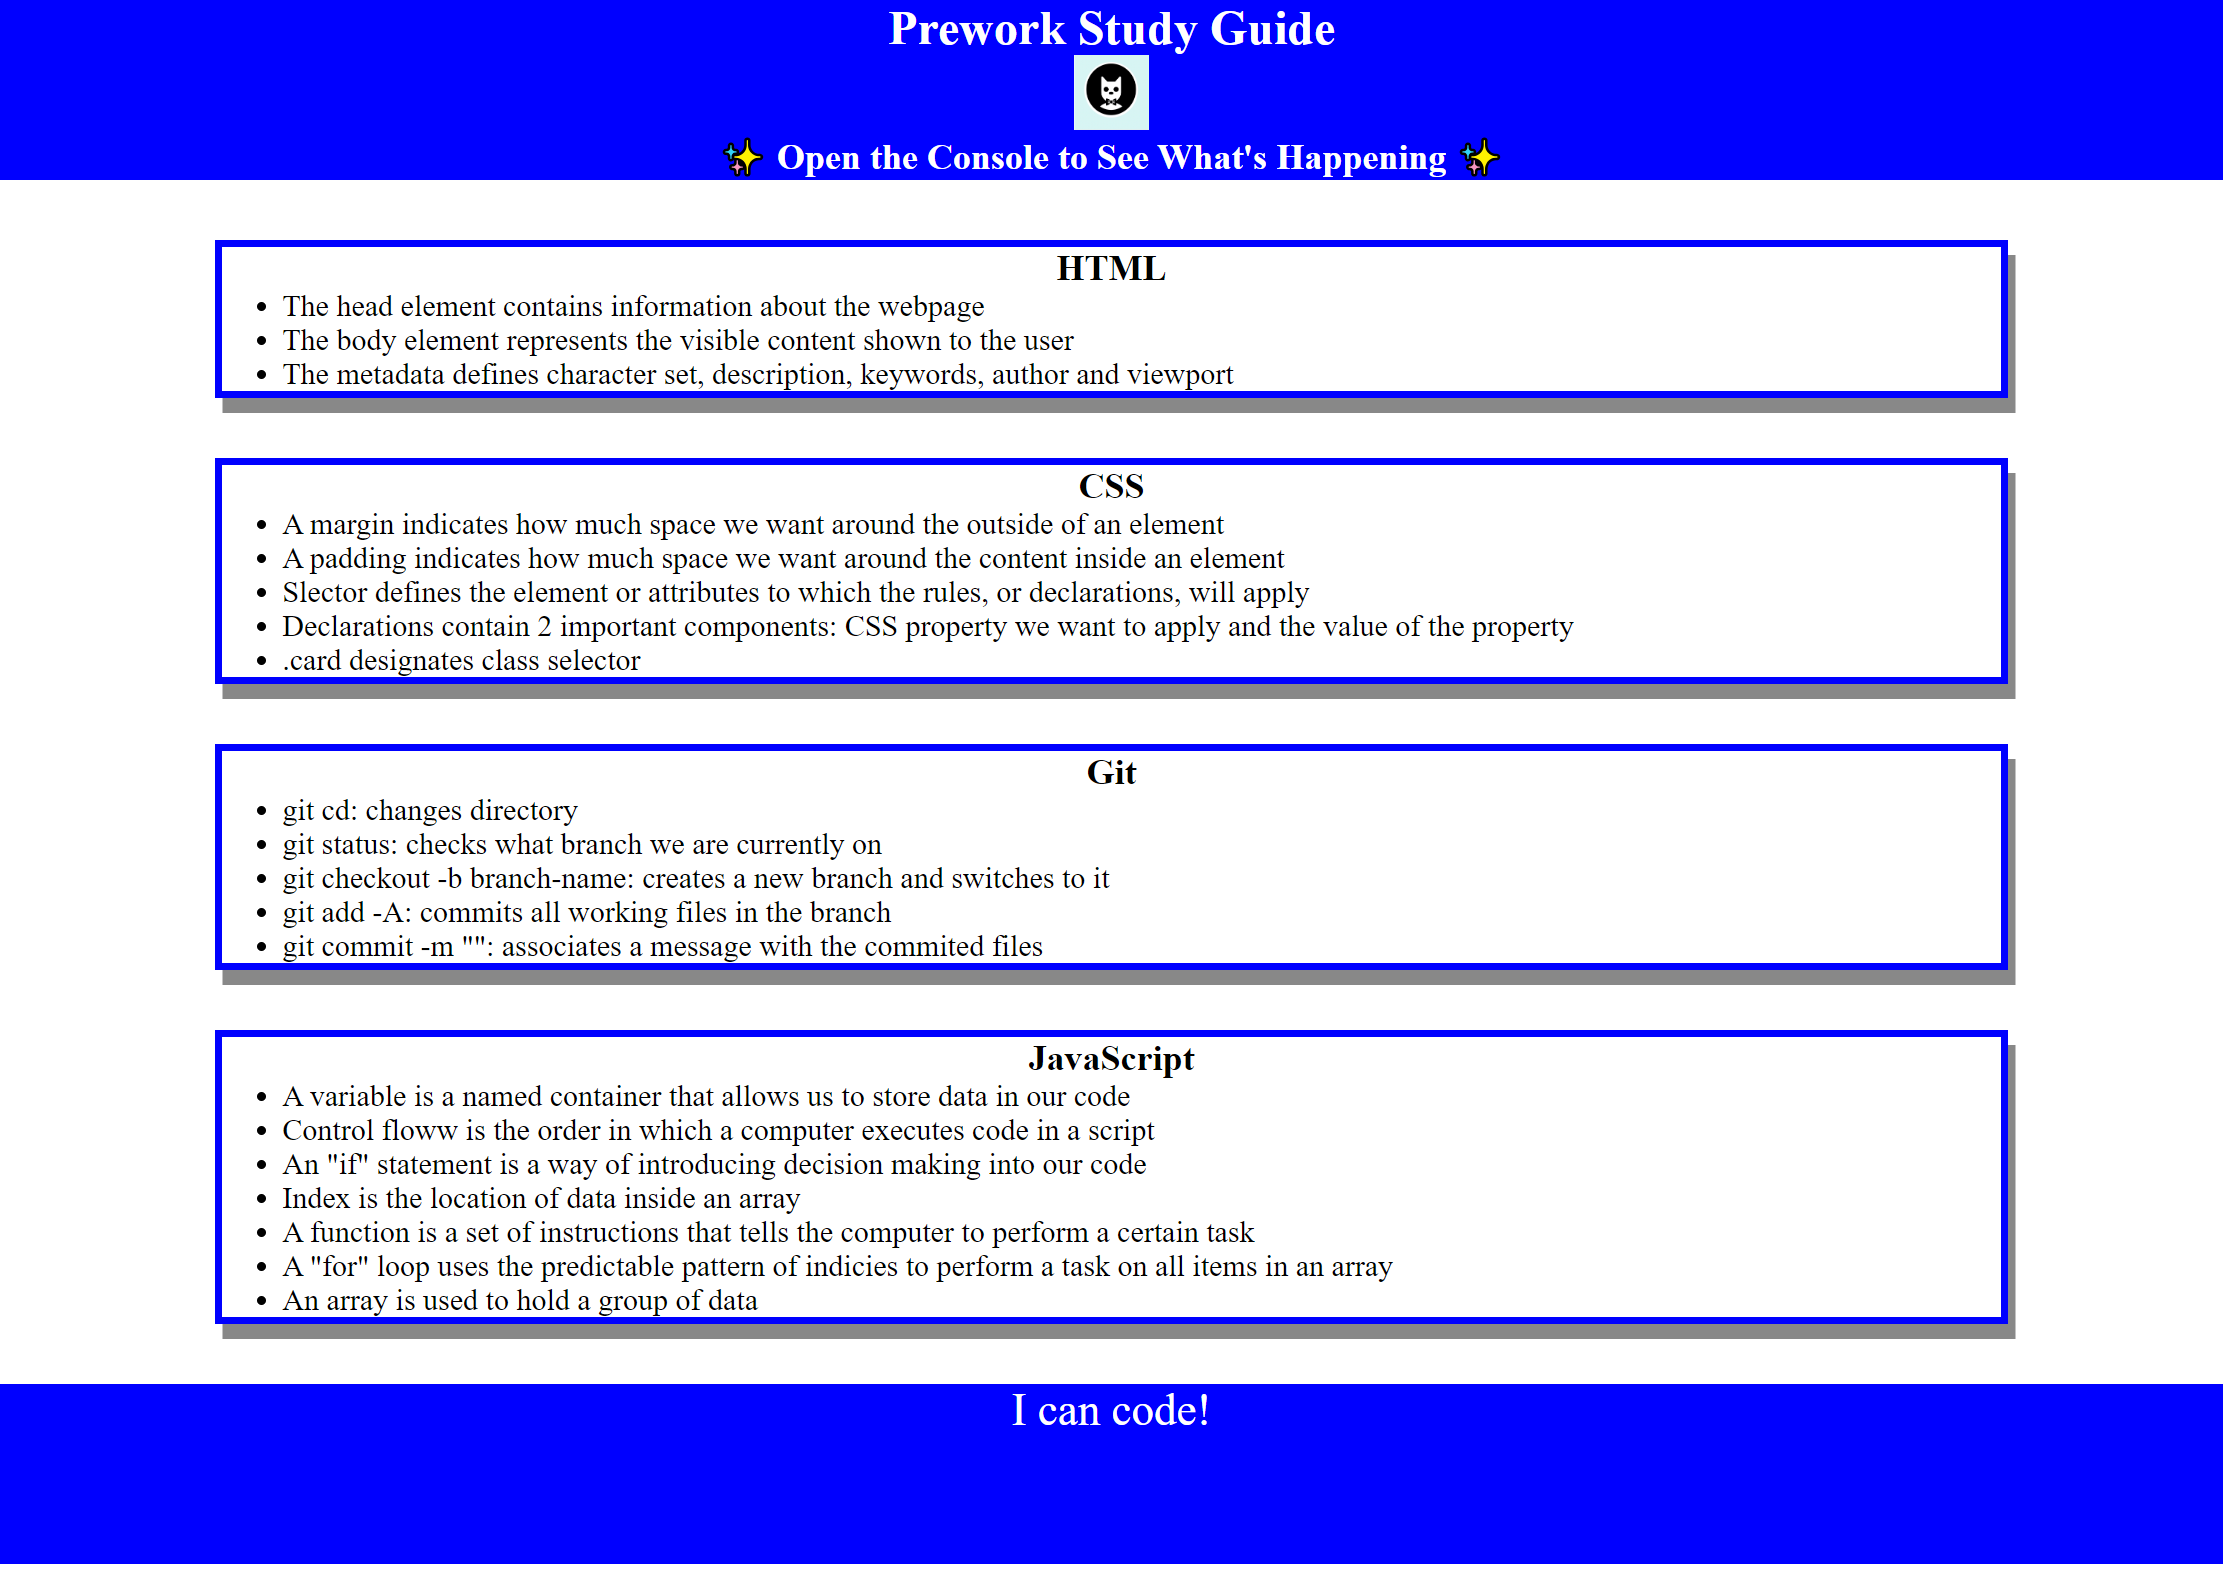 Prework Study Guide
✨ Open the Console to See What's Happening ✨
HTML
• The head element contains information about the webpage
• The body element represents the visible content shown to the user
• The metadata defines character set, description, keywords, author and viewport
CSS
• A margin indicates how much space we want around the outside of an element
• A padding indicates how much space we want around the content inside an element
• Slector defines the element or attributes to which the rules, or declarations, will apply
• Declarations contain 2 important components: CSS property we want to apply and the value of the property
• .card designates class selector
Git
• git cd: changes directory
• git status: checks what branch we are currently on
• git checkout -b branch-name: creates a new branch and switches to it
• git add -A: commits all working files in the branch
• git commit -m "": associates a message with the commited files
JavaScript
• A variable is a named container that allows us to store data in our code
• Control floww is the order in which a computer executes code in a script
• An "if" statement is a way of introducing decision making into our code
• Index is the location of data inside an array
• A function is a set of instructions that tells the computer to perform a certain task
• A "for" loop uses the predictable pattern of indicies to perform a task on all items in an array
• An array is used to hold a group of data
I can code!